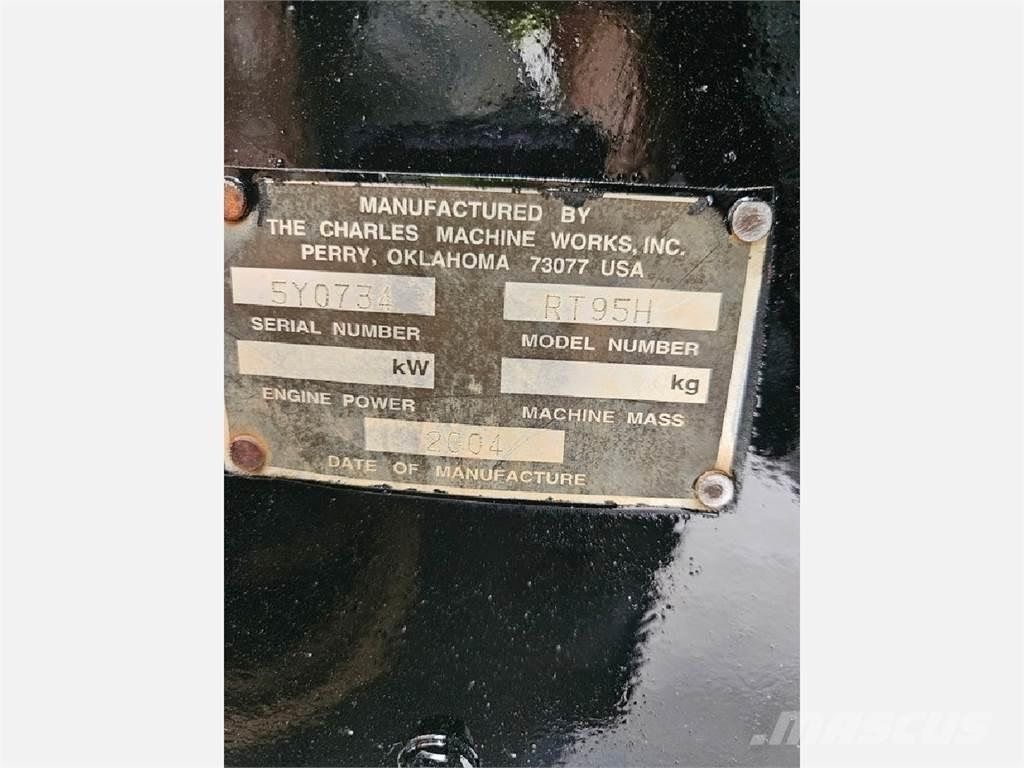 MANUFACTURED BY
THE CHARLES MACHINE WORKS, INC.
PERRY, OKLAHOMA 73077 USA
5Y0734 RT95H
SERIAL NUMBER MODEL NUMBER
kW kg
ENGINE POWER MACHINE MASS
2004
DATE OF MANUFACTURE
MASCUS